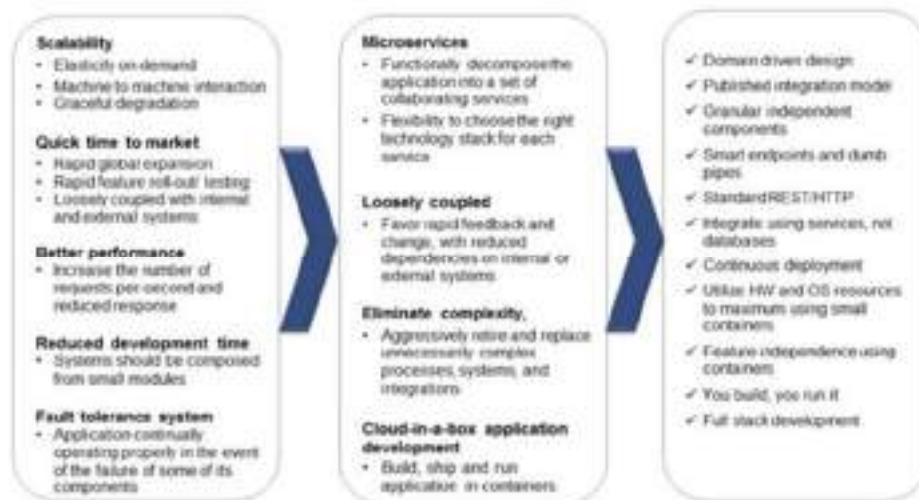 Scalability
• Elasticity on-demand
• Machine to machine interaction
• Graceful degradation
Quick time to market
• Rapid global expansion
• Rapid feature roll-out/ testing
• Loosely coupled with internal
and external systems
Better performance
• Increase the number of
requests per-second and
reduced response
Reduced development time
• Systems should be composed
from small modules
Fault tolerance system
• Application continually
operating properly in the event
of the failure of some of its
components
Microservices
• Functionally decompose the
application into a set of
collaborating services
• Flexibility to choose the right
technology stack for each
service
Loosely coupled
• Favor rapid feedback and
change, with reduced
dependencies on internal or
external systems
Eliminate complexity,
• Aggressively retire and replace
unnecessarily complex
processes, systems, and
integrations
Cloud-in-a-box application
development
• Build, ship and run
application in containers
✓ Domain driven design
✓ Published integration model
✓ Granular independent
components
✓ Smart endpoints and dumb
pipes
✓ Standard REST/HTTP
✓ Integrate using services, not
databases
✓ Continuous deployment
✓ Utilize HW and OS resources
to maximum using small
containers
✓ Feature independence using
containers
✓ You build, you run it
✓ Full stack development